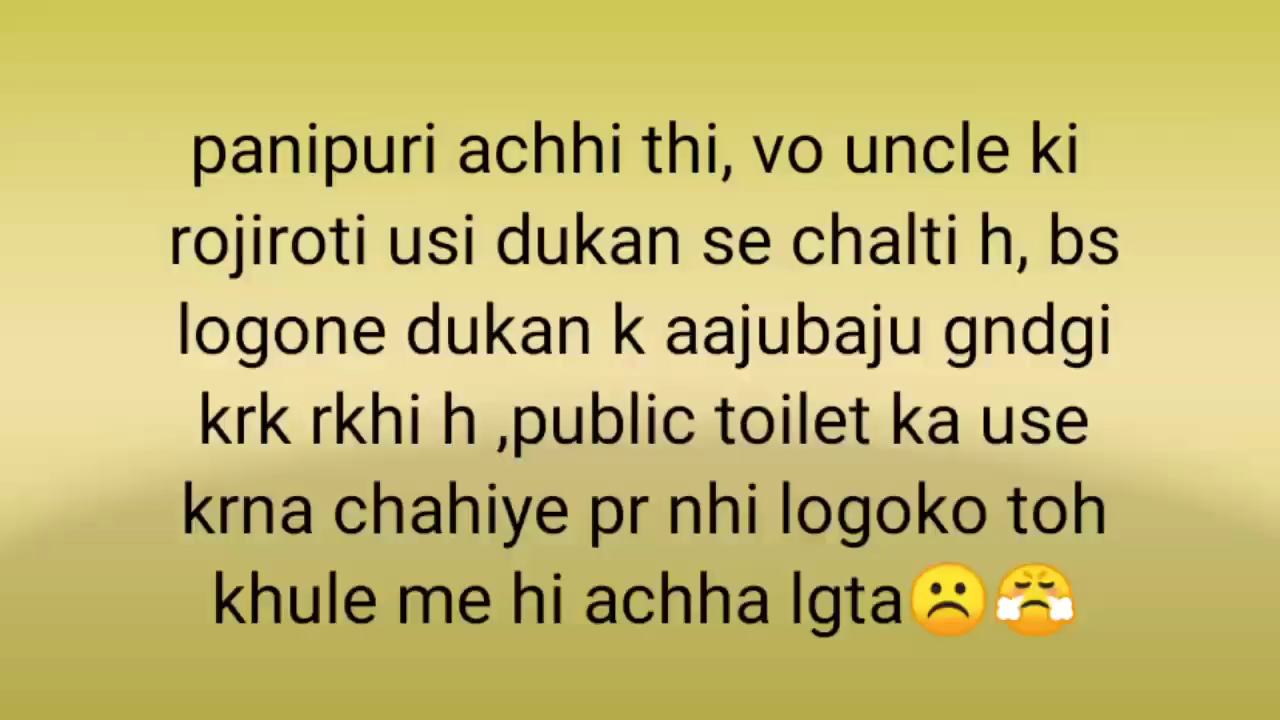 panipuri achhi thi, vo uncle ki
rojiroti usi dukan se chalti h, bs
logone dukan k aajubaju gndgi
krk rkhi h ,public toilet ka use
krna chahiye pr nhi logoko toh
khule me hi achha lgta☹️😤